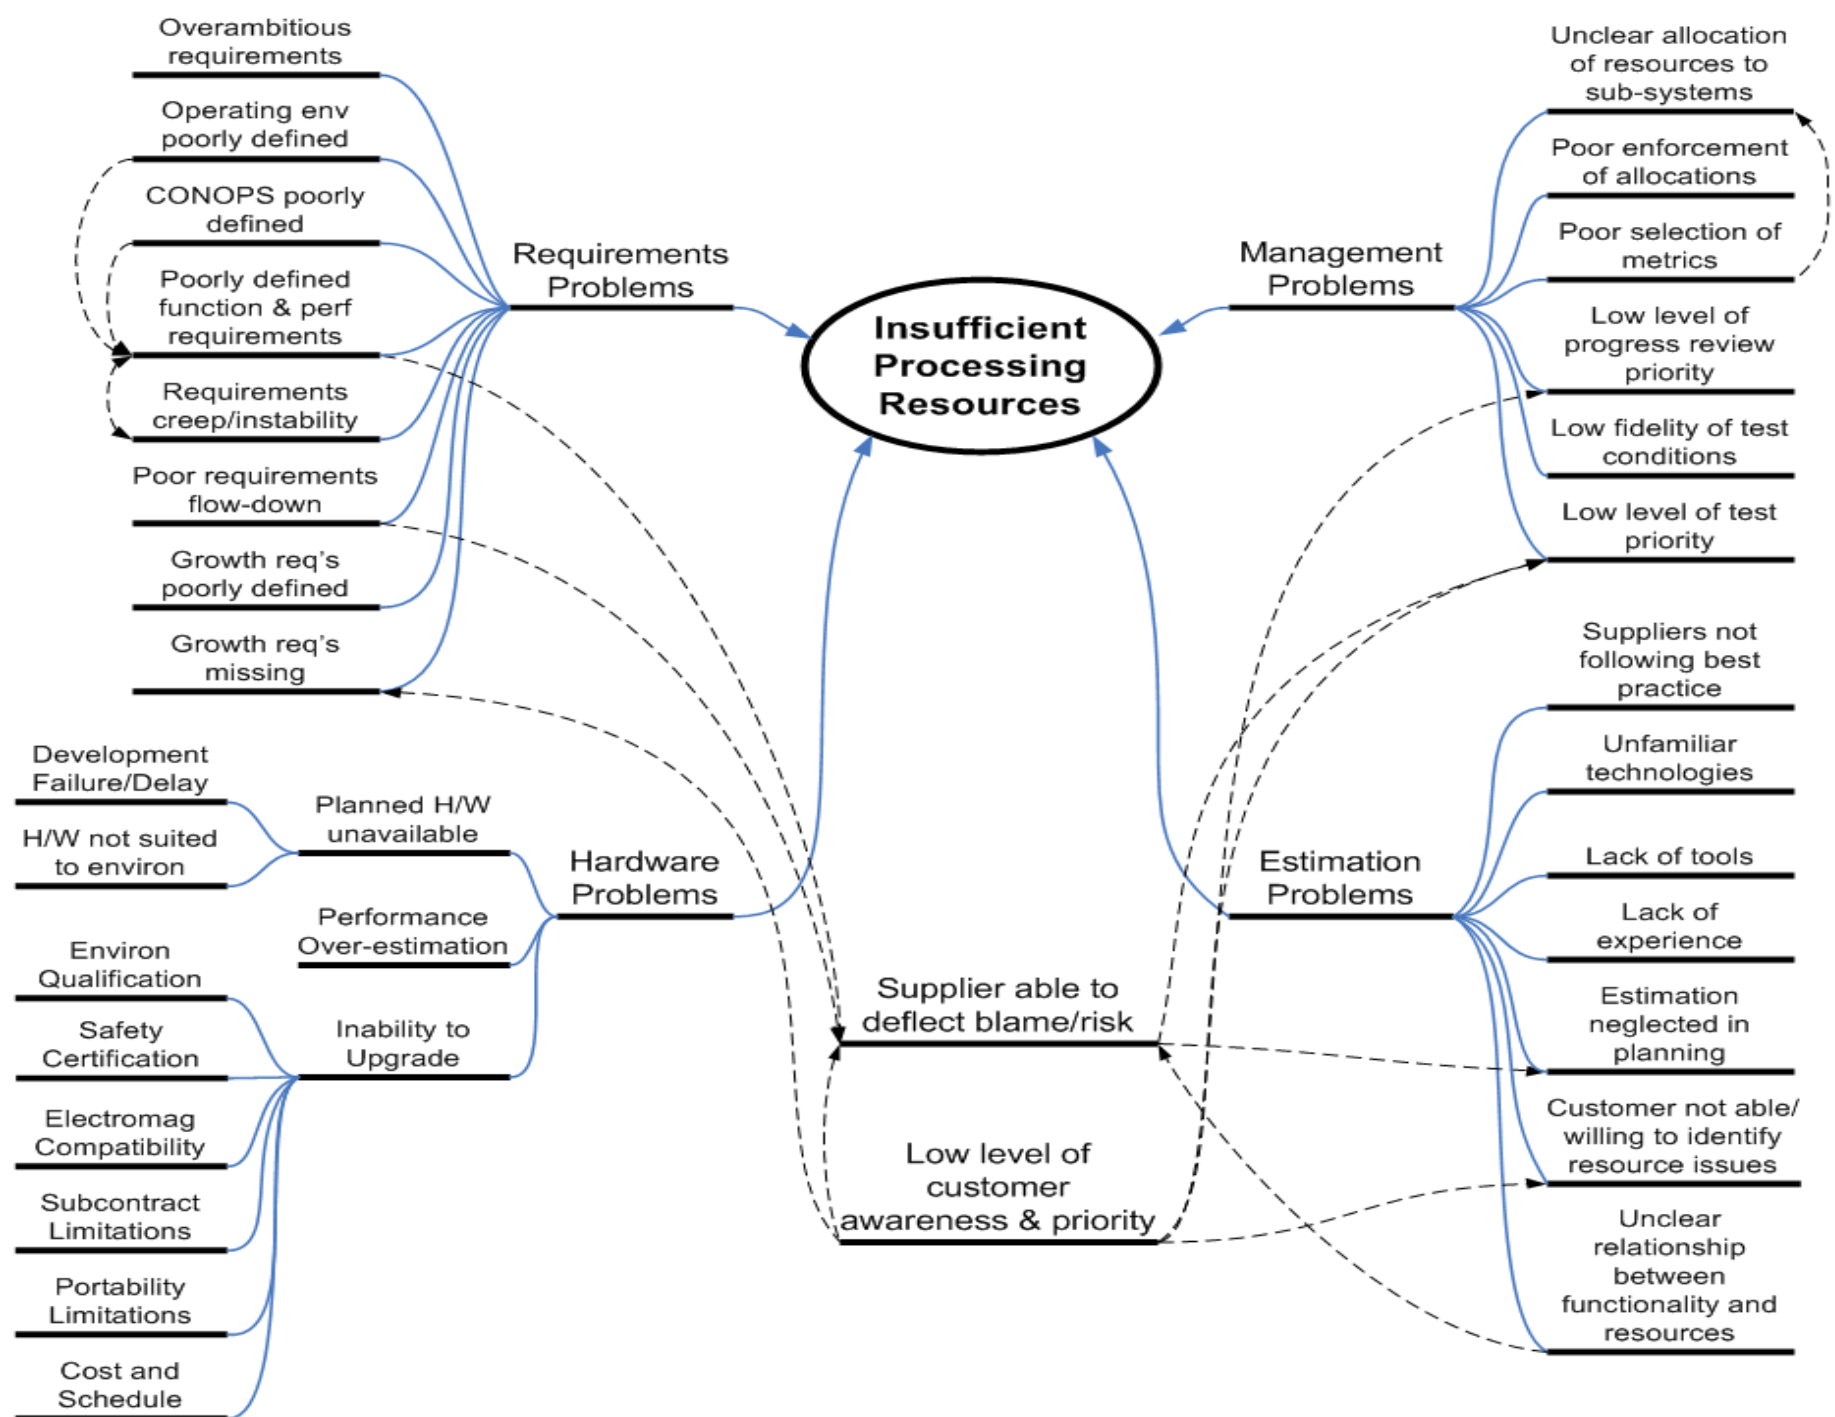 Overambitious
requirements
Operating env
poorly defined
CONOPS poorly
defined
Poorly defined
function & perf
requirements
Requirements
creep/instability
Poor requirements
flow-down
Growth req's
poorly defined
Growth req's
missing
Requirements
Problems
Insufficient
Processing
Resources
Management
Problems
Unclear allocation
of resources to
sub-systems
Poor enforcement
of allocations
Poor selection of
metrics
Low level of
progress review
priority
Low fidelity of test
conditions
Low level of test
priority
Development
Failure/Delay
H/W not suited
to environ
Planned H/W
unavailable
Performance
Over-estimation
Environ
Qualification
Safety
Certification
Electromag
Compatibility
Subcontract
Limitations
Portability
Limitations
Cost and
Schedule
Inability to
Upgrade
Hardware
Problems
Supplier able to
deflect blame/risk
Low level of
customer
awareness & priority
Estimation
Problems
Suppliers not
following best
practice
Unfamiliar
technologies
Lack of tools
Lack of
experience
Estimation
neglected in
planning
Customer not able/
willing to identify
resource issues
Unclear
relationship
between
functionality and
resources